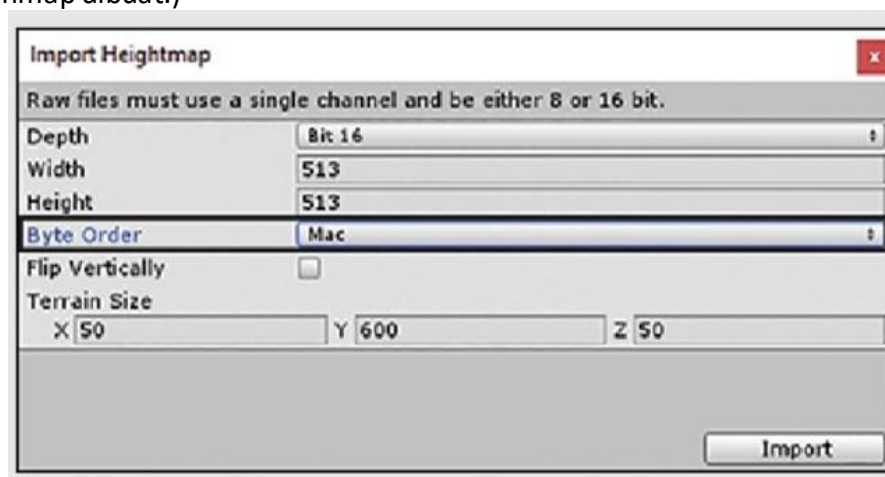 dibuat.)
Import Heightmap x
Raw files must use a single channel and be either 8 or 16 bit.
Depth Bit 16
Width 513
Height 513
Byte Order Mac
Flip Vertically
Terrain Size
X 50 Y 600 Z 50
Import